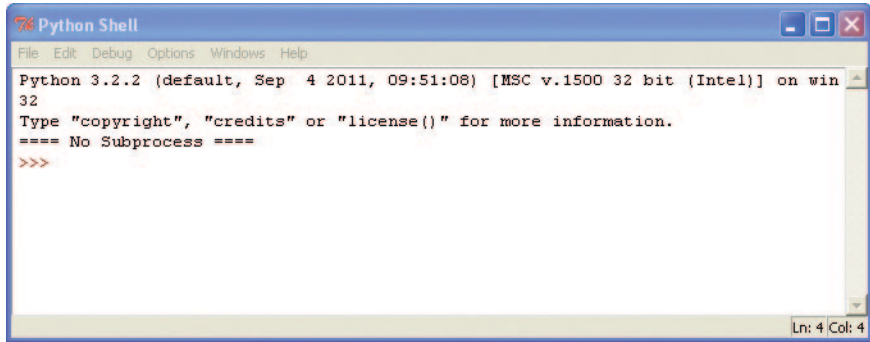 76 Python Shell
File Edit Debug Options Windows Help
Python 3.2.2 (default, Sep  4 2011, 09:51:08) [MSC v.1500 32 bit (Intel)] on win
32
Type "copyright", "credits" or "license()" for more information.
==== No Subprocess ====
>>>
Ln: 4 Col: 4